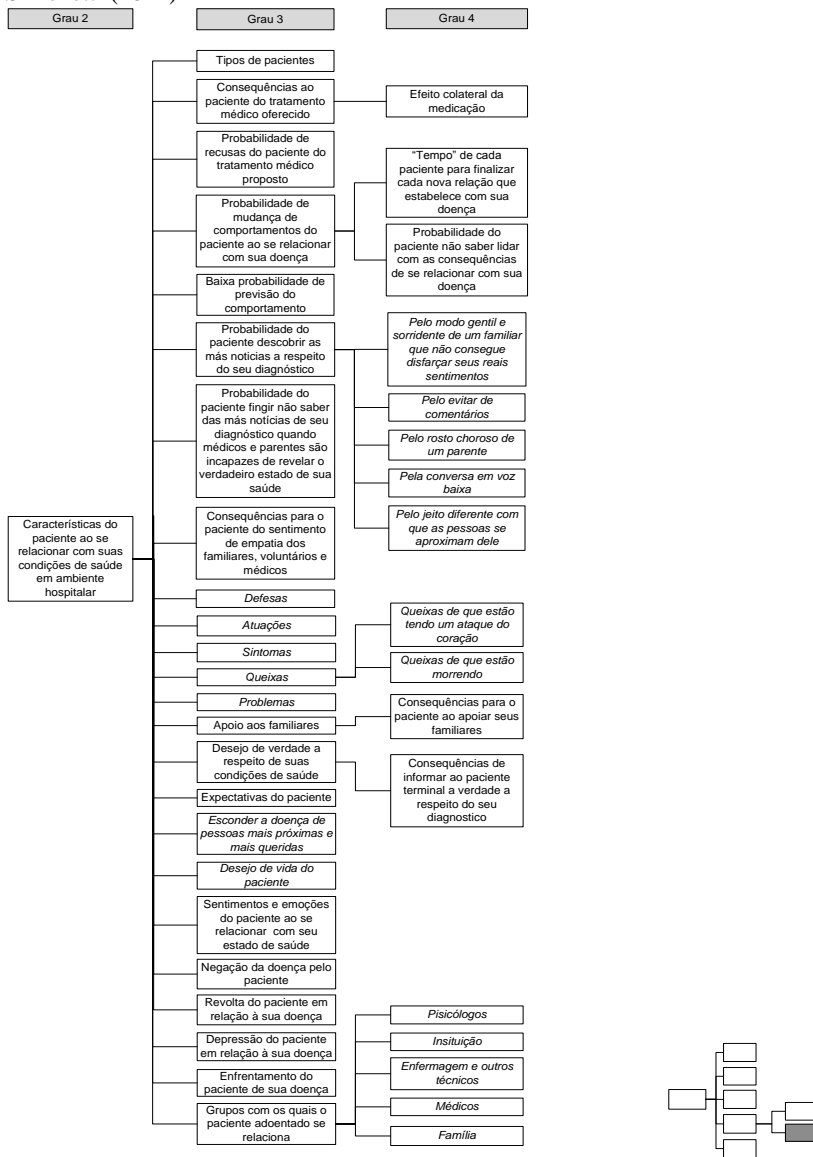 Grau 2
Grau 3
Grau 4
Características do
paciente ao se
relacionar com suas
condições de saúde
em ambiente
hospitalar
Tipos de pacientes
Consequências ao
paciente do tratamento
médico oferecido
Efeito colateral da
medicação
Probabilidade de
recusas do paciente do
tratamento médico
proposto
Probabilidade de
mudança de
comportamentos do
paciente ao se relacionar
com sua doença
"Tempo" de cada
paciente para finalizar
cada nova relação que
estabelece com sua
doença
Probabilidade do
paciente não saber lidar
com as consequências
de se relacionar com sua
doença
Baixa probabilidade de
previsão do
comportamento
Probabilidade do
paciente descobrir as
más noticias a respeito
do seu diagnóstico
Pelo modo gentil e
sorridente de um familiar
que não consegue
disfarçar seus reais
sentimentos
Pelo evitar de
comentários
Pelo rosto choroso de
um parente
Pela conversa em voz
baixa
Pelo jeito diferente com
que as pessoas se
aproximam dele
Probabilidade do
paciente fingir não saber
das más notícias de seu
diagnóstico quando
médicos e parentes são
incapazes de revelar o
verdadeiro estado de sua
saúde
Consequências para o
paciente do sentimento
de empatia dos
familiares, voluntários e
médicos
Defesas
Atuações
Sintomas
Queixas
Queixas de que estão
tendo um ataque do
coração
Queixas de que estão
morrendo
Problemas
Apoio aos familiares
Consequências para o
paciente ao apoiar seus
familiares
Desejo de verdade a
respeito de suas
condições de saúde
Consequências de
informar ao paciente
terminal a verdade a
respeito do seu
diagnostico
Expectativas do paciente
Esconder a doença de
pessoas mais próximas e
mais queridas
Desejo de vida do
paciente
Sentimentos e emoções
do paciente ao se
relacionar com seu
estado de saúde
Negação da doença pelo
paciente
Revolta do paciente em
relação à sua doença
Depressão do paciente
em relação à sua doença
Enfrentamento do
paciente de sua doença
Grupos com os quais o
paciente adoentado se
relaciona
Pisicólogos
Insituição
Enfermagem e outros
técnicos
Médicos
Família